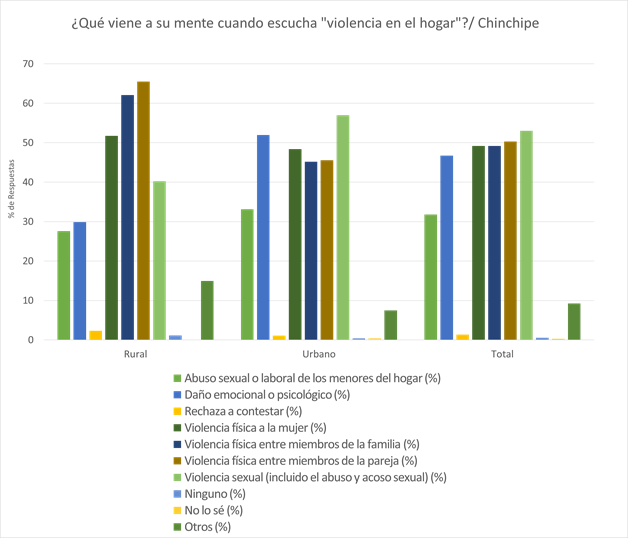 ¿Qué viene a su mente cuando escucha "violencia en el hogar"?/ Chinchipe
% de Respuestas
70
60
50
40
30
20
10
0
Rural
Urbano
Total
Abuso sexual o laboral de los menores del hogar (%)
Daño emocional o psicológico (%)
Rechaza a contestar (%)
Violencia física a la mujer (%)
Violencia física entre miembros de la familia (%)
Violencia física entre miembros de la pareja (%)
Violencia sexual (incluido el abuso y acoso sexual) (%)
Ninguno (%)
No lo sé (%)
Otros (%)